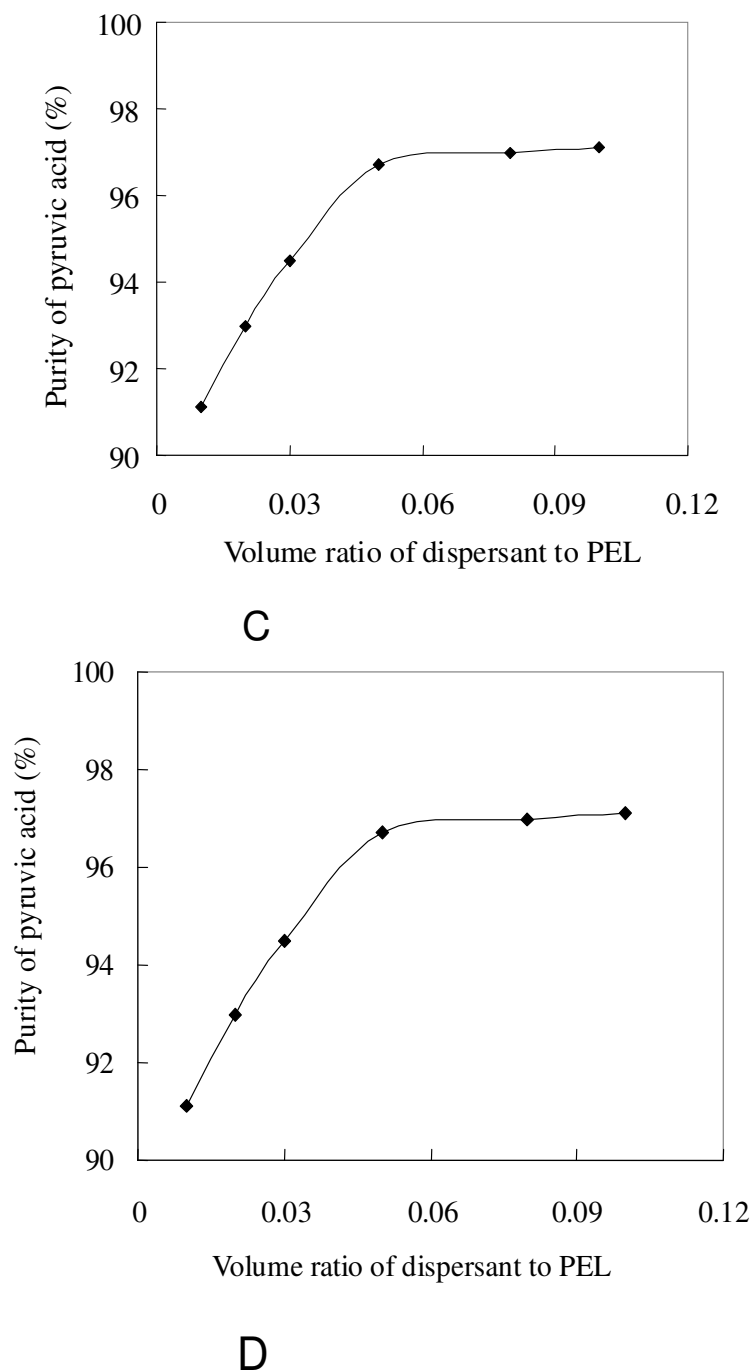 100
98
96
94
92
90
Purity of pyruvic acid (%)
0 0.03 0.06 0.09 0.12
Volume ratio of dispersant to PEL
C
100
98
96
94
92
90
Purity of pyruvic acid (%)
0 0.03 0.06 0.09 0.12
Volume ratio of dispersant to PEL
D